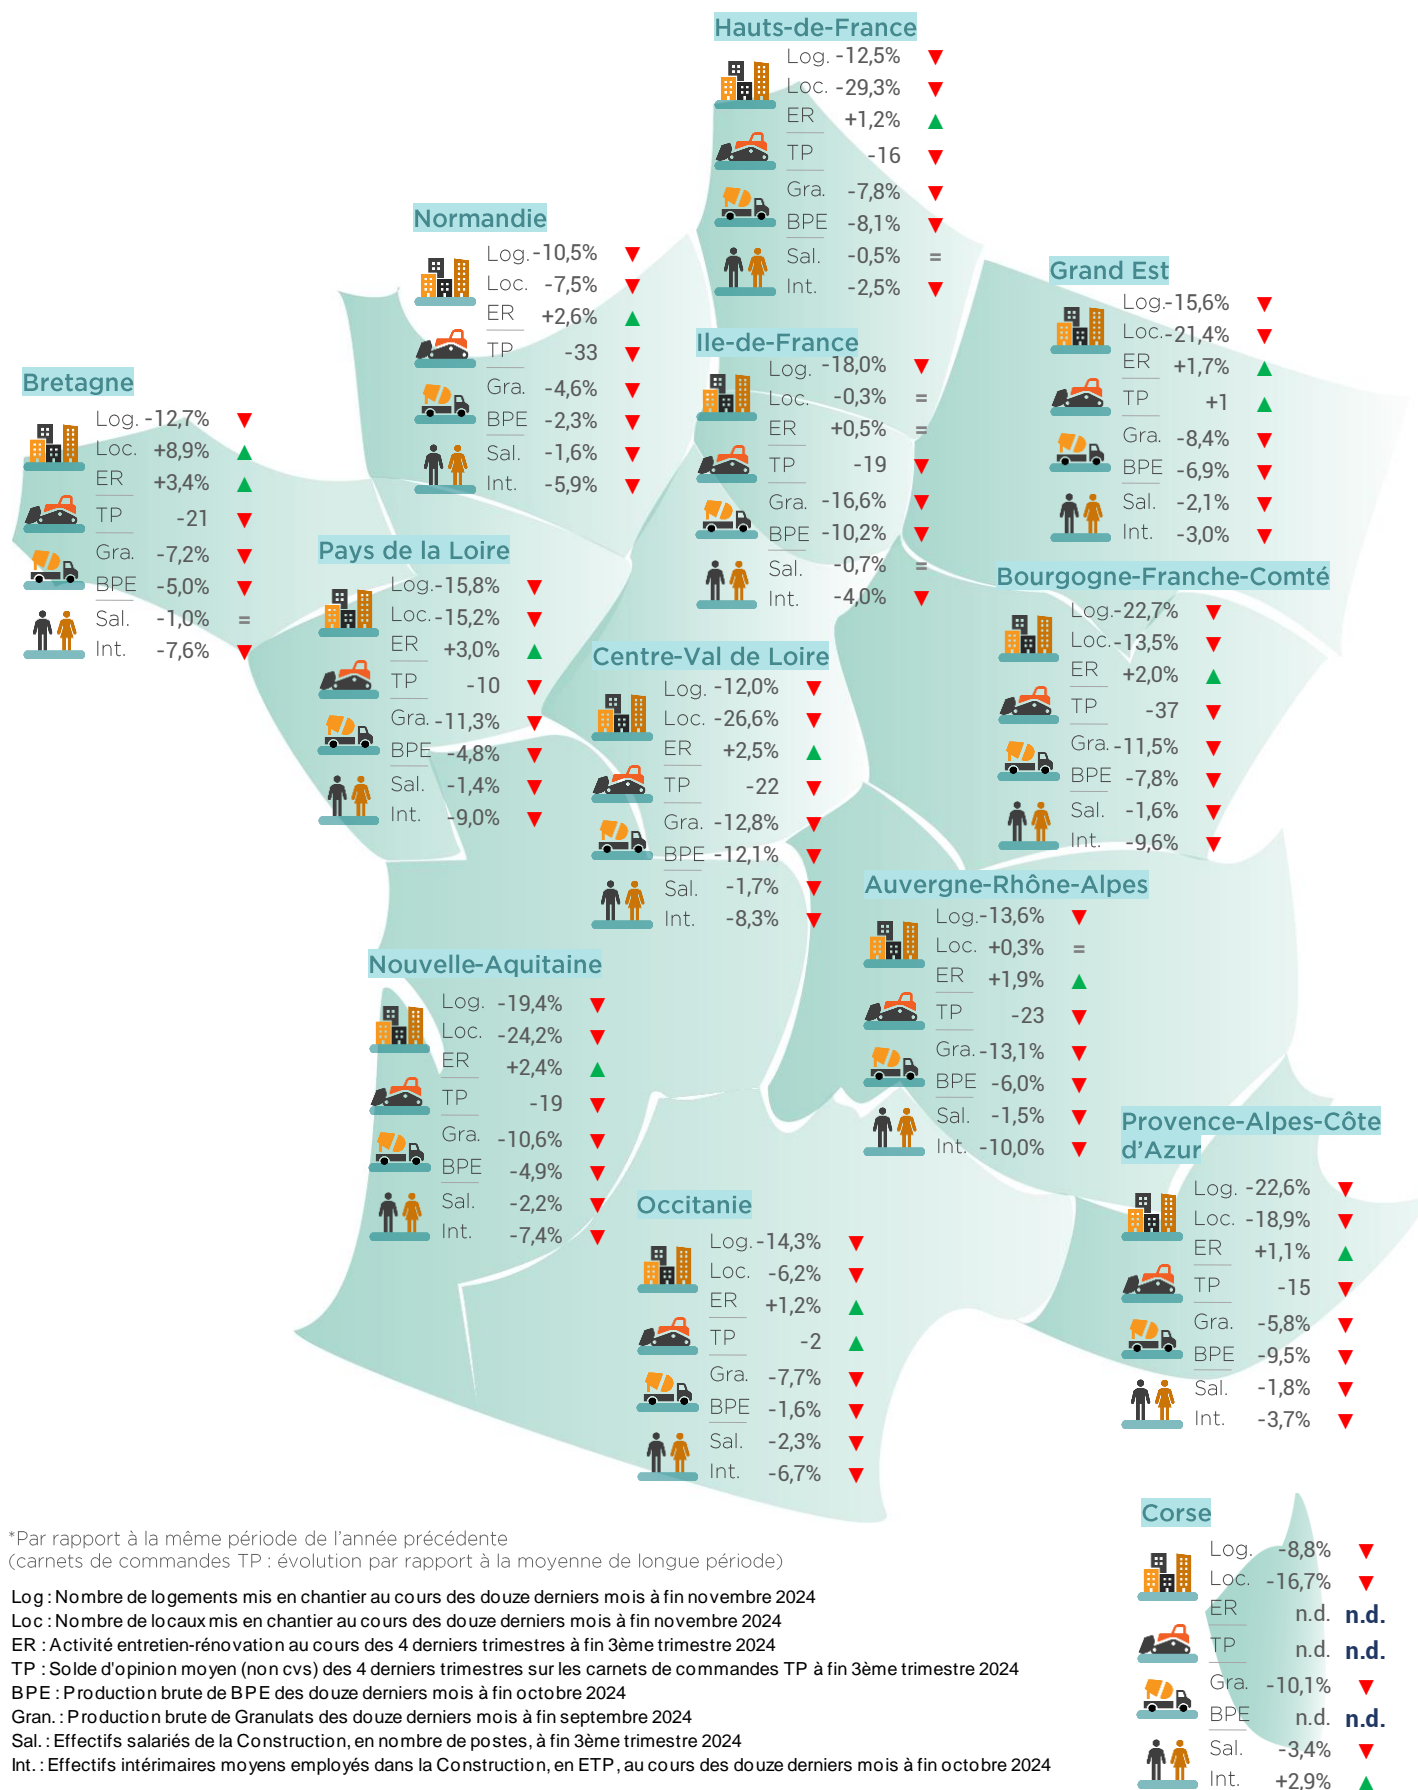 Hauts-de-France
Log. -12,5% ▼
Loc. -29,3% ▼
ER +1,2% ▲
TP -16 ▼
Gra. -7,8% ▼
BPE -8,1% ▼
Sal. -0,5% =
Int. -2,5% ▼
Normandie
Log. -10,5% ▼
Loc. -7,5% ▼
ER +2,6% ▲
TP -33 ▼
Gra. -4,6% ▼
BPE -2,3% ▼
Sal. -1,6% ▼
Int. -5,9% ▼
Grand Est
Log. -15,6% ▼
Loc. -21,4% ▼
ER +1,7% ▲
TP +1 ▲
Gra. -8,4% ▼
BPE -6,9% ▼
Sal. -2,1% ▼
Int. -3,0% ▼
Ile-de-France
Log. -18,0% ▼
Loc. -0,3% =
ER +0,5% =
TP -19 ▼
Gra. -16,6% ▼
BPE -10,2% ▼
Sal. -0,7% =
Int. -4,0% ▼
Bretagne
Log. -12,7% ▼
Loc. +8,9% ▲
ER +3,4% ▲
TP -21 ▼
Gra. -7,2% ▼
BPE -5,0% ▼
Sal. -1,0% =
Int. -7,6% ▼
Pays de la Loire
Log. -15,8% ▼
Loc. -15,2% ▼
ER +3,0% ▲
TP -10 ▼
Gra. -11,3% ▼
BPE -4,8% ▼
Sal. -1,4% ▼
Int. -9,0% ▼
Bourgogne-Franche-Comté
Log. -22,7% ▼
Loc. -13,5% ▼
ER +2,0% ▲
TP -37 ▼
Gra. -11,5% ▼
BPE -7,8% ▼
Sal. -1,6% ▼
Int. -9,6% ▼
Centre-Val de Loire
Log. -12,0% ▼
Loc. -26,6% ▼
ER +2,5% ▲
TP -22 ▼
Gra. -12,8% ▼
BPE -12,1% ▼
Sal. -1,7% ▼
Int. -8,3% ▼
Auvergne-Rhône-Alpes
Log. -13,6% ▼
Loc. +0,3% =
ER +1,9% ▲
TP -23 ▼
Gra. -13,1% ▼
BPE -6,0% ▼
Sal. -1,5% ▼
Int. -10,0% ▼
Nouvelle-Aquitaine
Log. -19,4% ▼
Loc. -24,2% ▼
ER +2,4% ▲
TP -19 ▼
Gra. -10,6% ▼
BPE -4,9% ▼
Sal. -2,2% ▼
Int. -7,4% ▼
Provence-Alpes-Côte
d'Azur
Log. -22,6% ▼
Loc. -18,9% ▼
ER +1,1% ▲
TP -15 ▼
Gra. -5,8% ▼
BPE -9,5% ▼
Sal. -1,8% ▼
Int. -3,7% ▼
Occitanie
Log. -14,3% ▼
Loc. -6,2% ▼
ER +1,2% ▲
TP -2 ▲
Gra. -7,7% ▼
BPE -1,6% ▼
Sal. -2,3% ▼
Int. -6,7% ▼
Corse
Log. -8,8% ▼
Loc. -16,7% ▼
ER n.d. n.d.
TP n.d. n.d.
Gra. -10,1% ▼
BPE n.d. n.d.
Sal. -3,4% ▼
Int. +2,9% ▲
*Par rapport à la même période de l'année précédente
(carnets de commandes TP : évolution par rapport à la moyenne de longue période)
Log : Nombre de logements mis en chantier au cours des douze derniers mois à fin novembre 2024
Loc : Nombre de locaux mis en chantier au cours des douze derniers mois à fin novembre 2024
ER : Activité entretien-rénovation au cours des 4 derniers trimestres à fin 3ème trimestre 2024
TP : Solde d'opinion moyen (non cvs) des 4 derniers trimestres sur les carnets de commandes TP à fin 3ème trimestre 2024
BPE : Production brute de BPE des douze derniers mois à fin octobre 2024
Gran. : Production brute de Granulats des douze derniers mois à fin septembre 2024
Sal. : Effectifs salariés de la Construction, en nombre de postes, à fin 3ème trimestre 2024
Int. : Effectifs intérimaires moyens employés dans la Construction, en ETP, au cours des douze derniers mois à fin octobre 2024